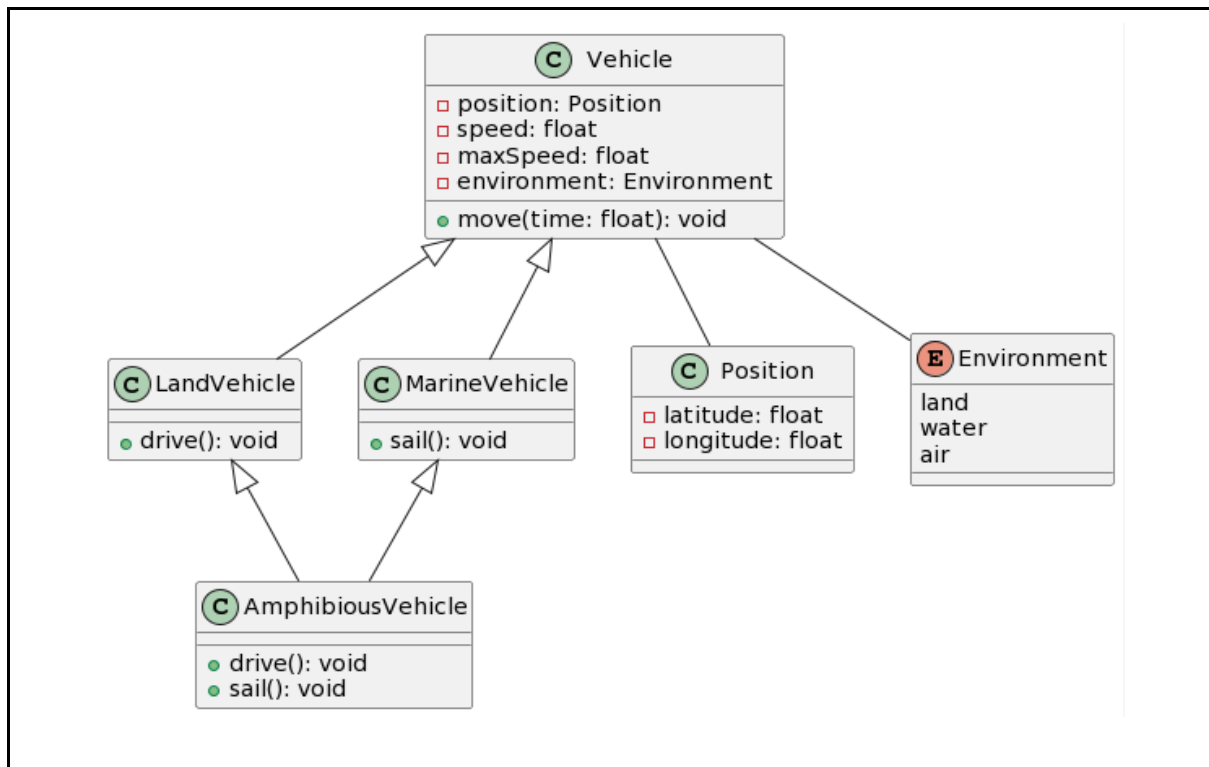 C Vehicle
position: Position
speed: float
maxSpeed: float
environment: Environment
move(time: float): void
C LandVehicle
drive(): void
C MarineVehicle
sail(): void
C Position
latitude: float
longitude: float
E Environment
land
water
air
C AmphibiousVehicle
drive(): void
sail(): void